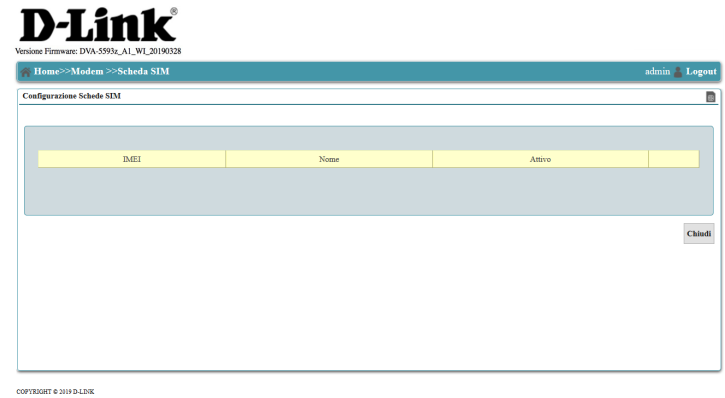 D-Link®
Versione Firmware: DVA-5593z_A1_WI_20190328
Home>>Modem >>Scheda SIM admin Logout
Configurazione Schede SIM
IMEI Nome Attivo
Chiudi
COPYRIGHT © 2019 D-LINK